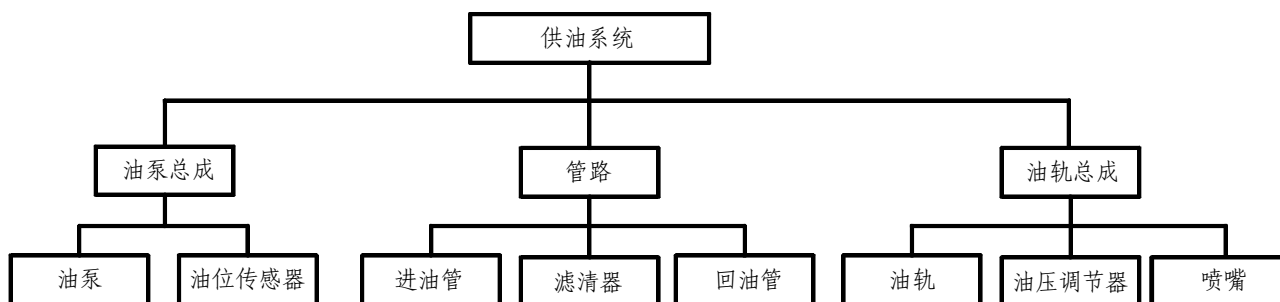 供油系统
油泵总成
管路
油轨总成
油泵
油位传感器
进油管
滤清器
回油管
油轨
油压调节器
喷嘴